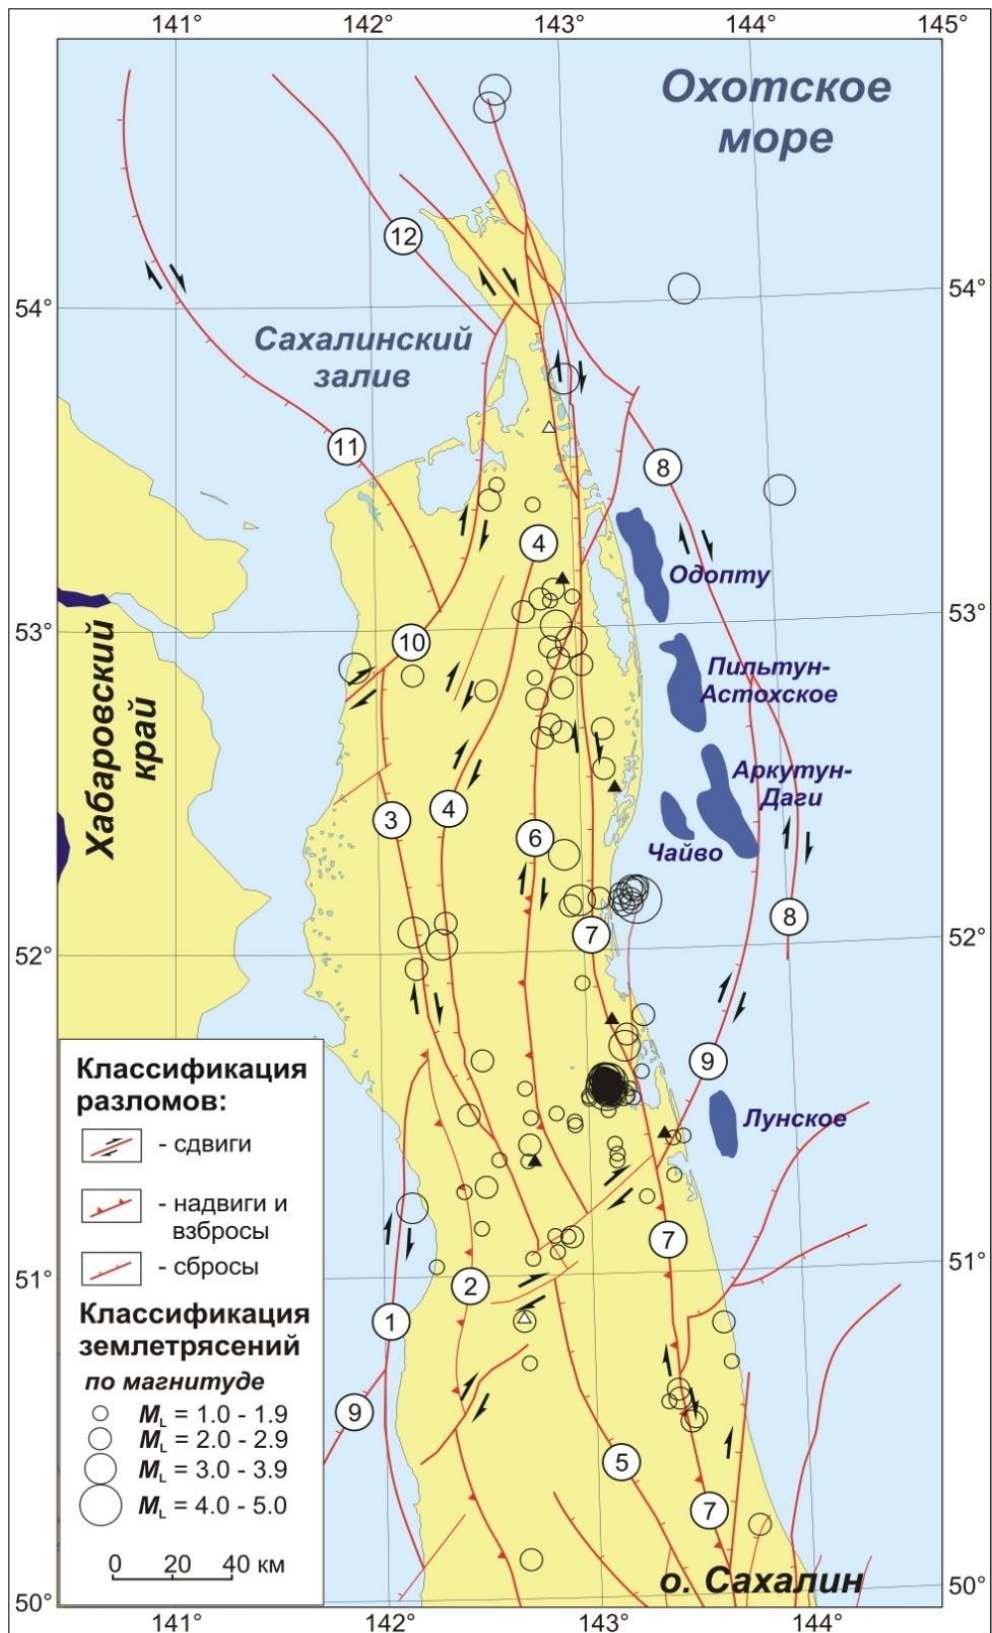 141°
142°
143°
144°
145°
Охотское
море
12
54°
54°
Сахалинский
залив
11
8
4
Одопту
53°
53°
10
Хабаровский
край
Пильтун-
Астохское
Аркутун-
Даги
3
4
6
Чайво
8
7
52°
52°
9
Классификация
разломов:
- сдвиги
- надвиги и
взбросы
- сбросы
Лунское
7
51°
51°
2
1
Классификация
землетрясений
по магнитуде
ML = 1.0 - 1.9
ML = 2.0 - 2.9
ML = 3.0 - 3.9
ML = 4.0 - 5.0
0 20 40 км
9
5
7
о. Сахалин
50°
50°
141°
142°
143°
144°